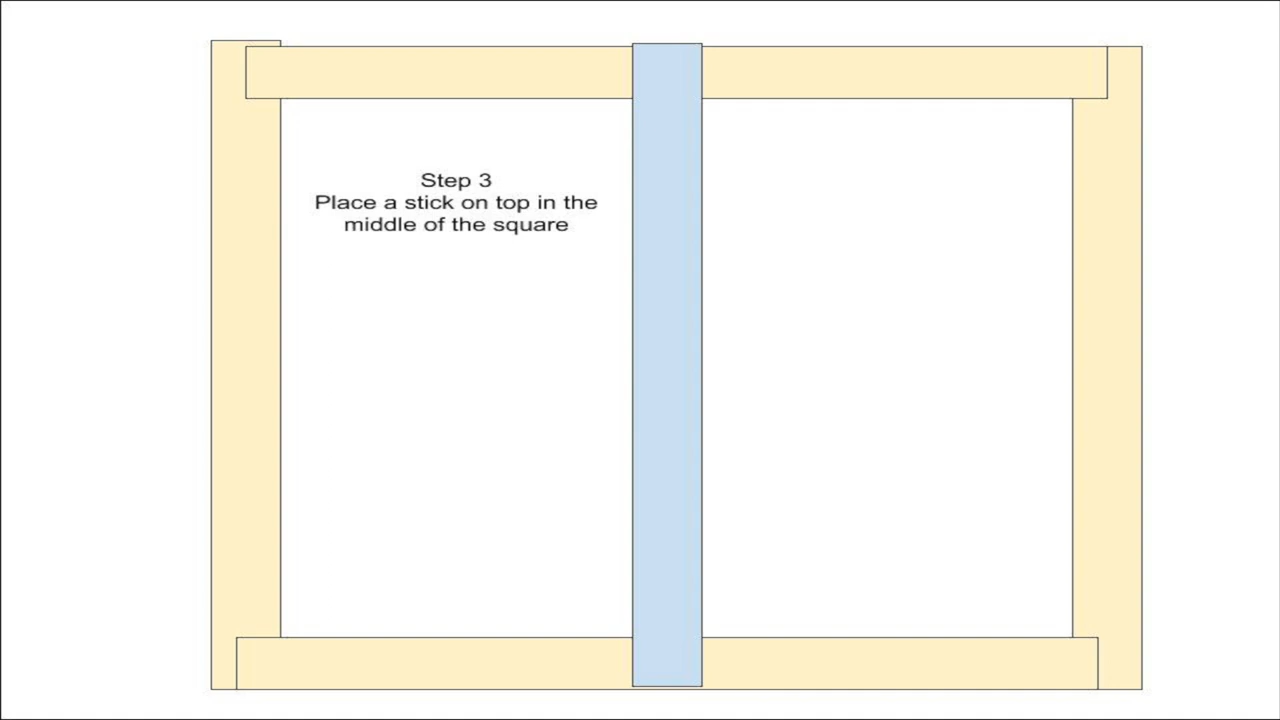 Step 3
Place a stick on top in the
middle of the square